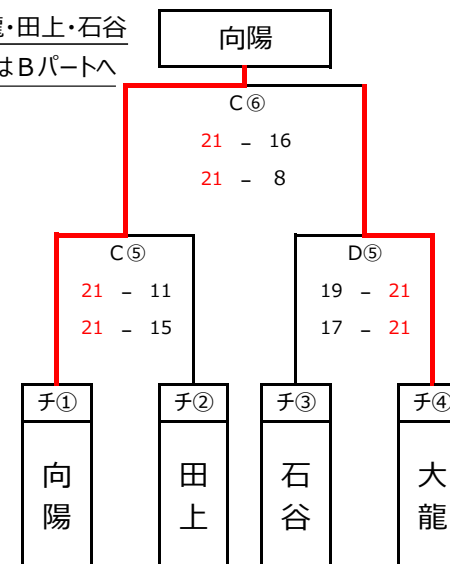 龍・田上・石谷
はBパートへ
向陽
C⑥
21 – 16
21 – 8
C⑤ D⑤
21 – 11 19 – 21
21 – 15 17 – 21
チ① チ② チ③ チ④
向陽 田上 石谷 大龍